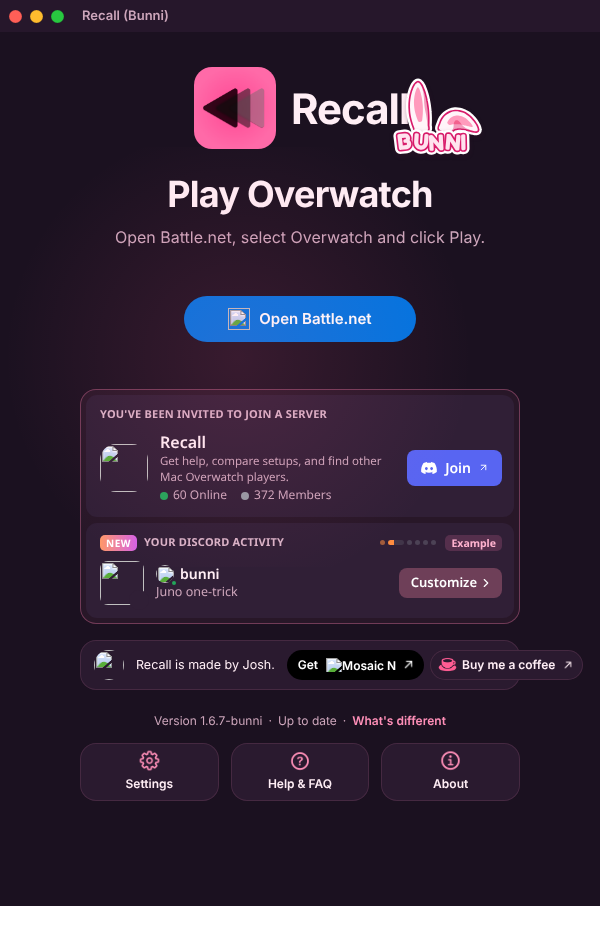 Recall (Bunni)
Recall
BUNNI
Play Overwatch
Open Battle.net, select Overwatch and click Play.
Open Battle.net
YOU'VE BEEN INVITED TO JOIN A SERVER
Recall
Get help, compare setups, and find other
Mac Overwatch players.
60 Online 372 Members
Join
NEW YOUR DISCORD ACTIVITY Example
bunni
Juno one-trick
Customize
Recall is made by Josh. Get Mosaic N Buy me a coffee
Version 1.6.7-bunni · Up to date · What's different
Settings Help & FAQ About